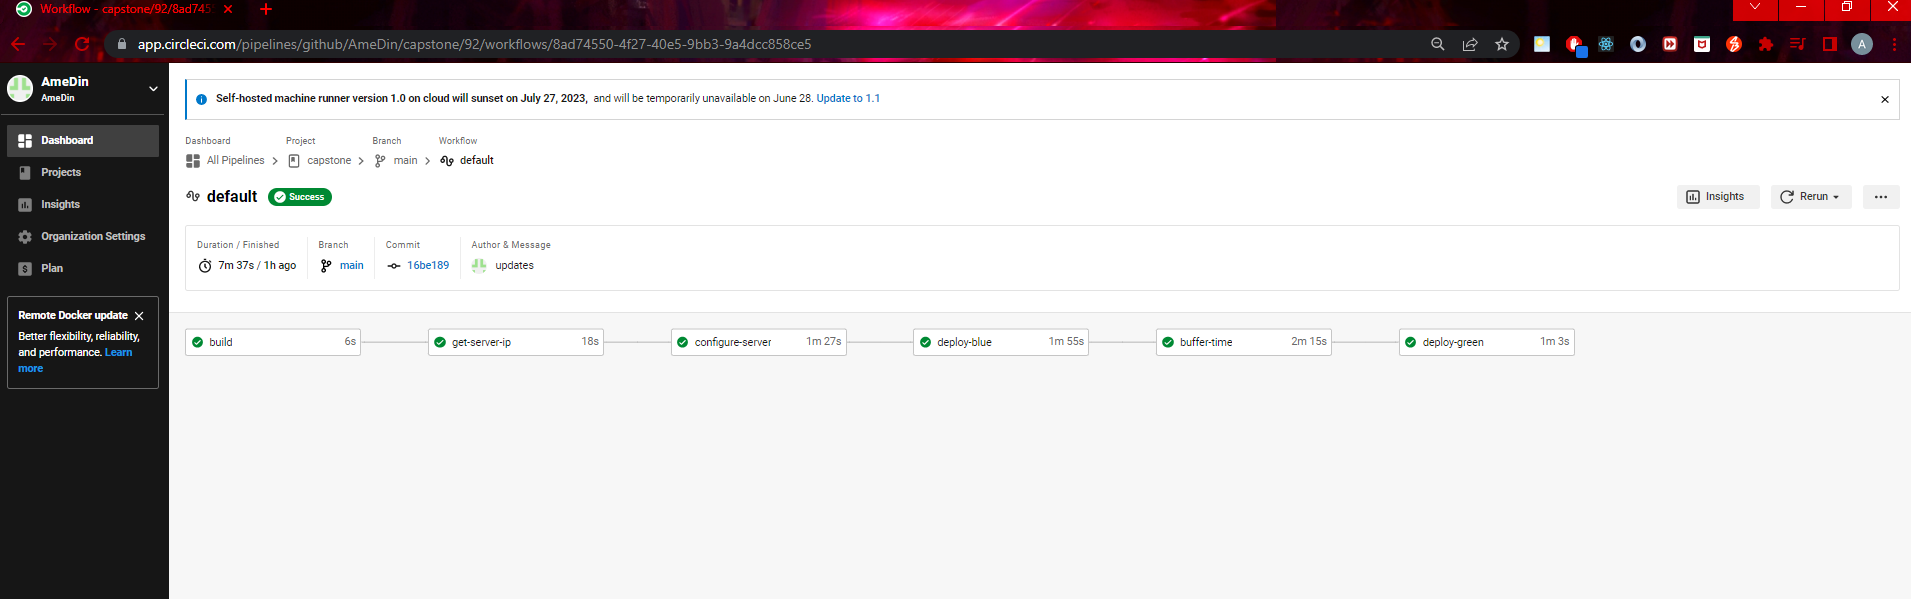 Workflow - capstone/92/8ad745
app.circleci.com/pipelines/github/AmeDin/capstone/92/workflows/8ad74550-4f27-40e5-9bb3-9a4dcc858ce5
A
AmeDin
AmeDin
Dashboard
Projects
Insights
Organization Settings
Plan
Remote Docker update
Better flexibility, reliability,
and performance. Learn
more
Self-hosted machine runner version 1.0 on cloud will sunset on July 27, 2023, and will be temporarily unavailable on June 28. Update to 1.1
Dashboard Project Branch Workflow
All Pipelines capstone main default
default Success Insights Rerun
Duration / Finished Branch Commit Author & Message
7m 37s / 1h ago main 16be189 updates
build 6s get-server-ip 18s configure-server 1m 27s deploy-blue 1m 55s buffer-time 2m 15s deploy-green 1m 3s